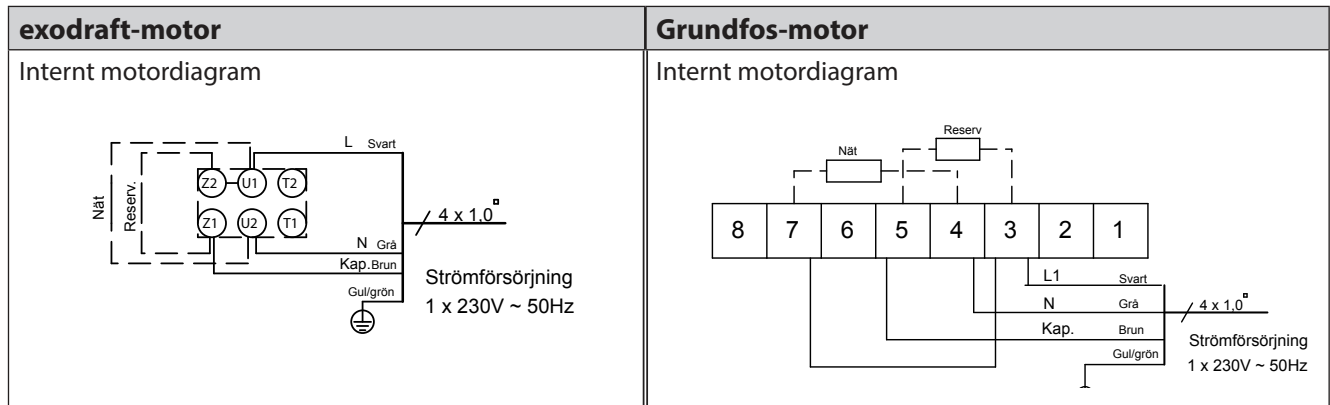 exodraft-motor
Internt motordiagram
L Svart
Nät
Reserv.
Z2 U1 T2
Z1 U2 T1
4 x 1,0
N Grå
Kap. Brun
Gul/grön
Strömförsörjning
1 x 230V ~ 50Hz
Grundfos-motor
Internt motordiagram
Reserv
Nät
8 7 6 5 4 3 2 1
L1 Svart
N Grå
Kap. Brun
Gul/grön
4 x 1,0
Strömförsörjning
1 x 230V ~ 50Hz